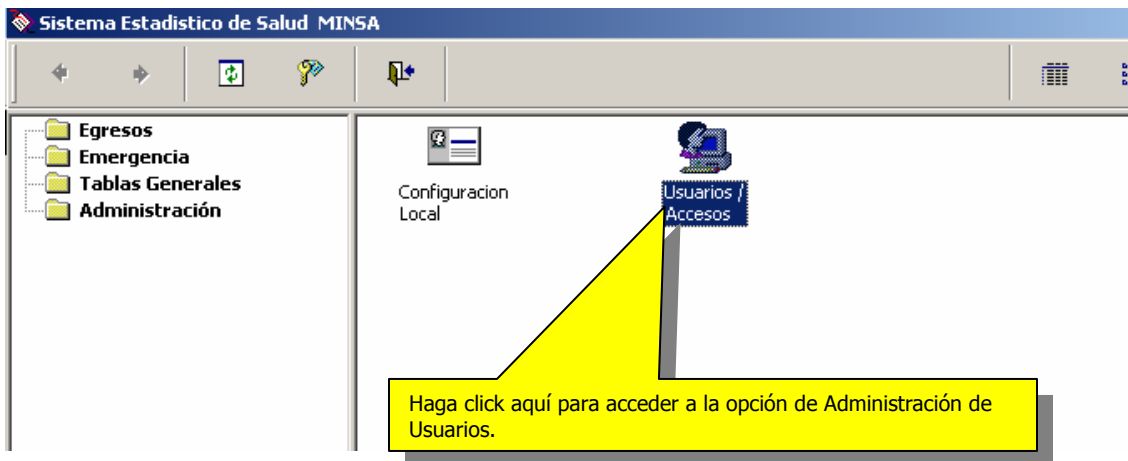 Sistema Estadistico de Salud MINSA
Egresos
Emergencia
Tablas Generales
Administración
Configuracion
Local
Usuarios /
Accesos
Haga click aquí para acceder a la opción de Administración de
Usuarios.